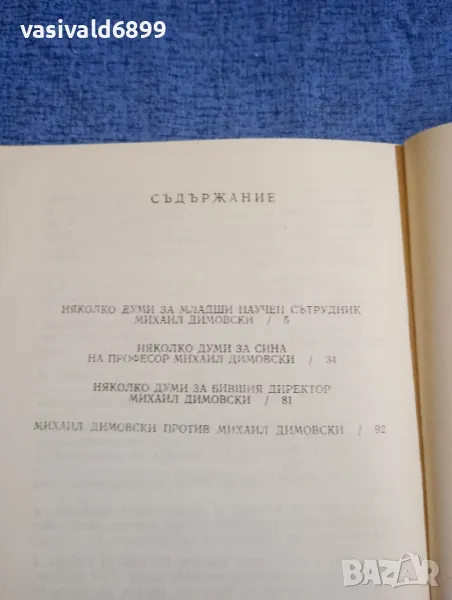 vasivald6899
СЪДЪРЖАНИЕ
НЯКОЛКО ДУМИ ЗА МЛАДШИ НАУЧЕН СЪТРУДНИК
МИХАИЛ ДИМОВСКИ / 5
НЯКОЛКО ДУМИ ЗА СИНА
НА ПРОФЕСОР МИХАИЛ ДИМОВСКИ / 34
НЯКОЛКО ДУМИ ЗА БИВШИЯ ДИРЕКТОР
МИХАИЛ ДИМОВСКИ / 81
МИХАИЛ ДИМОВСКИ ПРОТИВ МИХАИЛ ДИМОВСКИ / 92
BAZAR